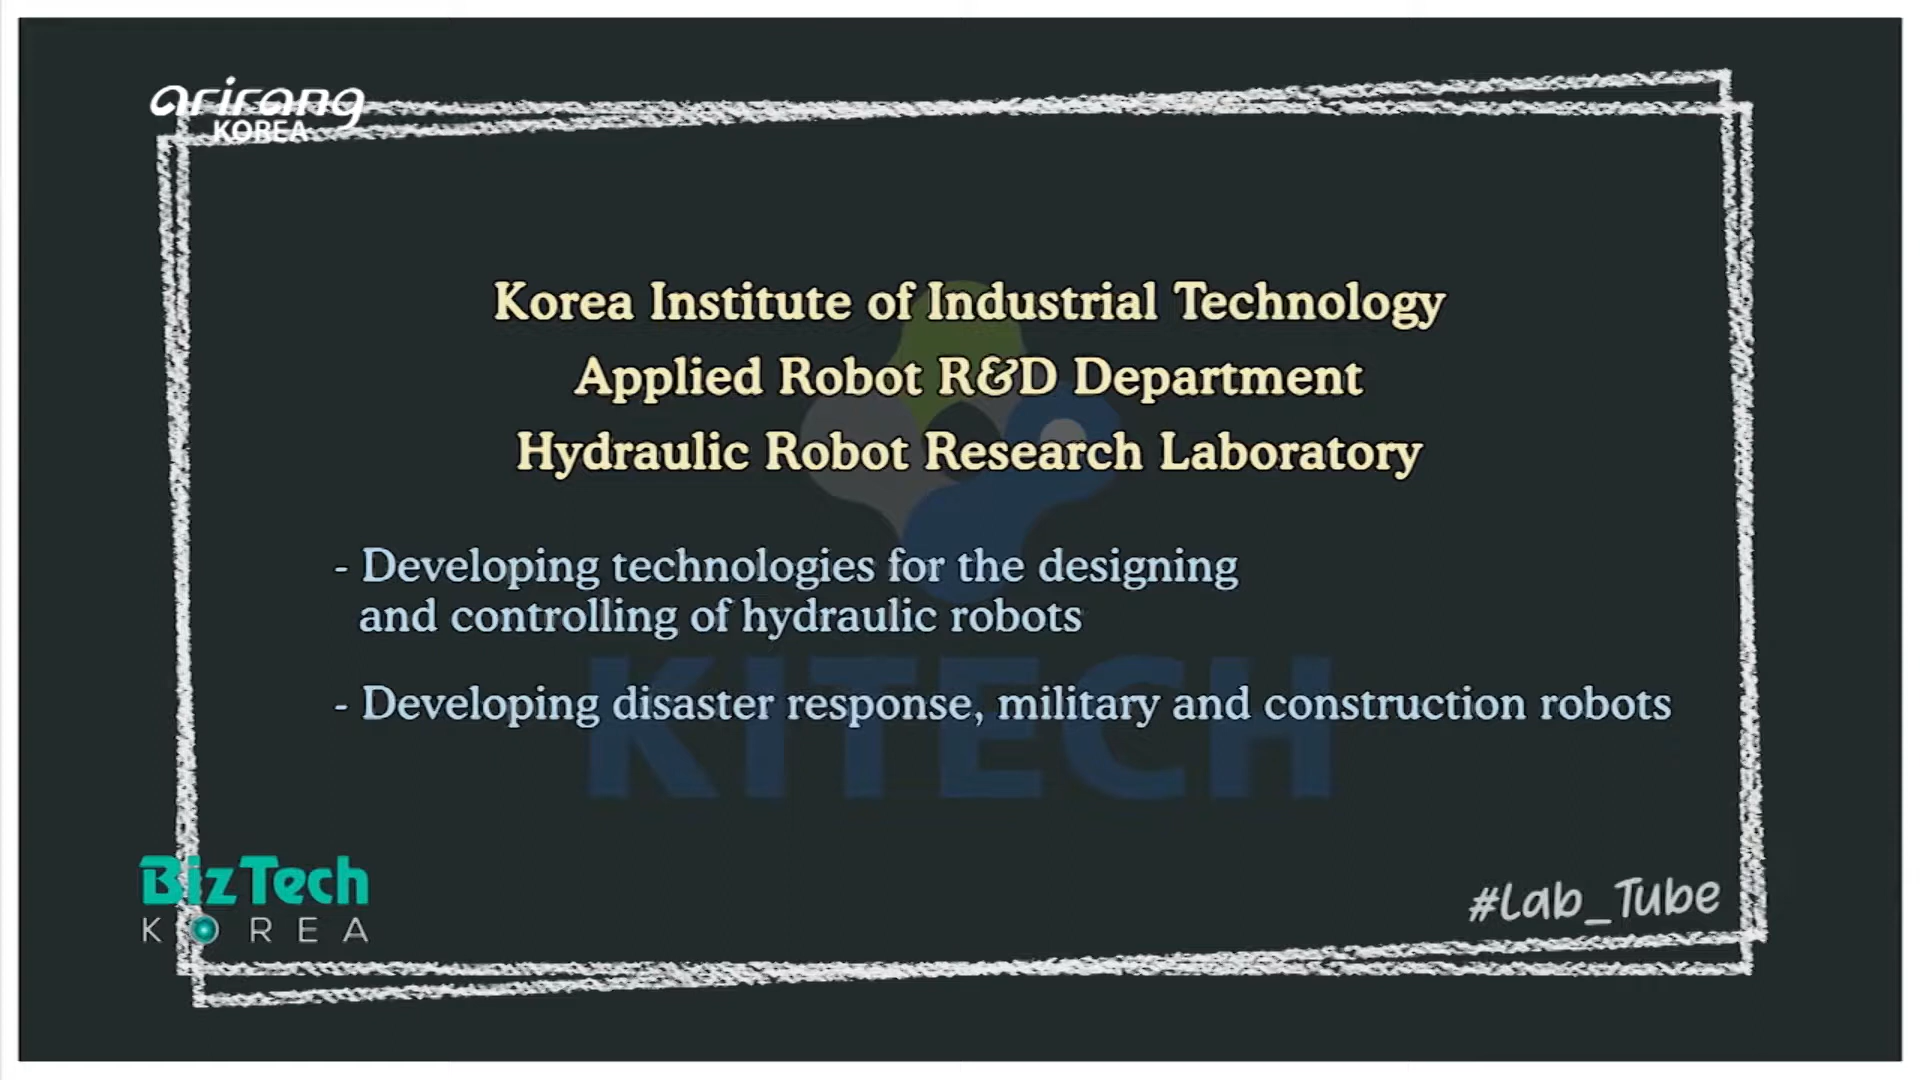 arirang
KOREA
Korea Institute of Industrial Technology
Applied Robot R&D Department
Hydraulic Robot Research Laboratory
- Developing technologies for the designing
and controlling of hydraulic robots
- Developing disaster response, military and construction robots
KITECH
BizTech
KOREA
#Lab_Tube